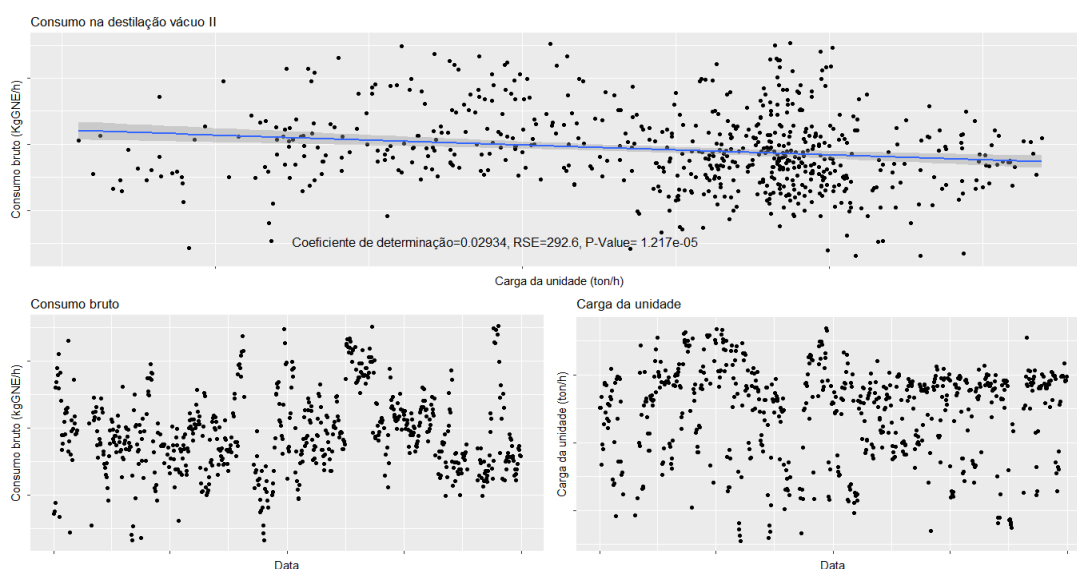 Consumo na destilação vácuo II
Consumo bruto (KgGNE/h)
Coeficiente de determinação=0.02934, RSE=292.6, P-Value= 1.217e-05
Carga da unidade (ton/h)
Consumo bruto
Consumo bruto (kgGNE/h)
Data
Carga da unidade
Carga da unidade (ton/h)
Data